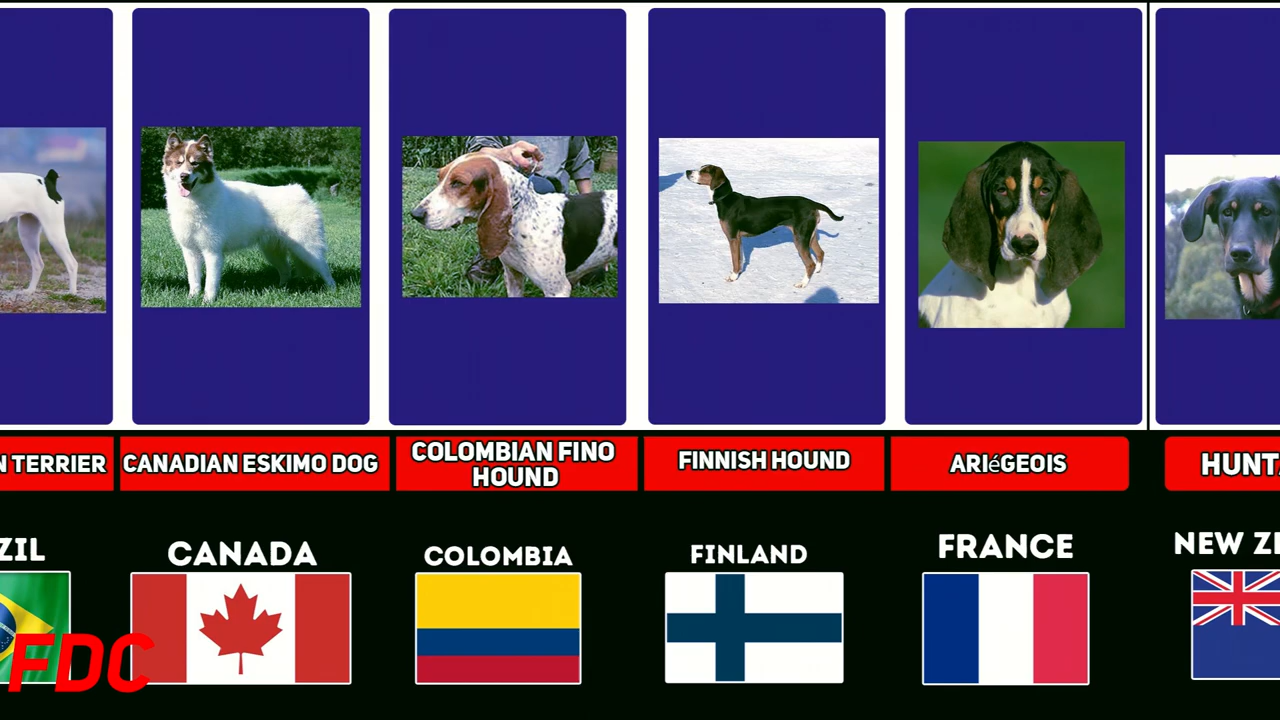 N TERRIER
CANADIAN ESKIMO DOG
COLOMBIAN FINO
HOUND
FINNISH HOUND
ARIéGEOIS
HUNTA
ZIL
CANADA
COLOMBIA
FINLAND
FRANCE
NEW ZE
FDC